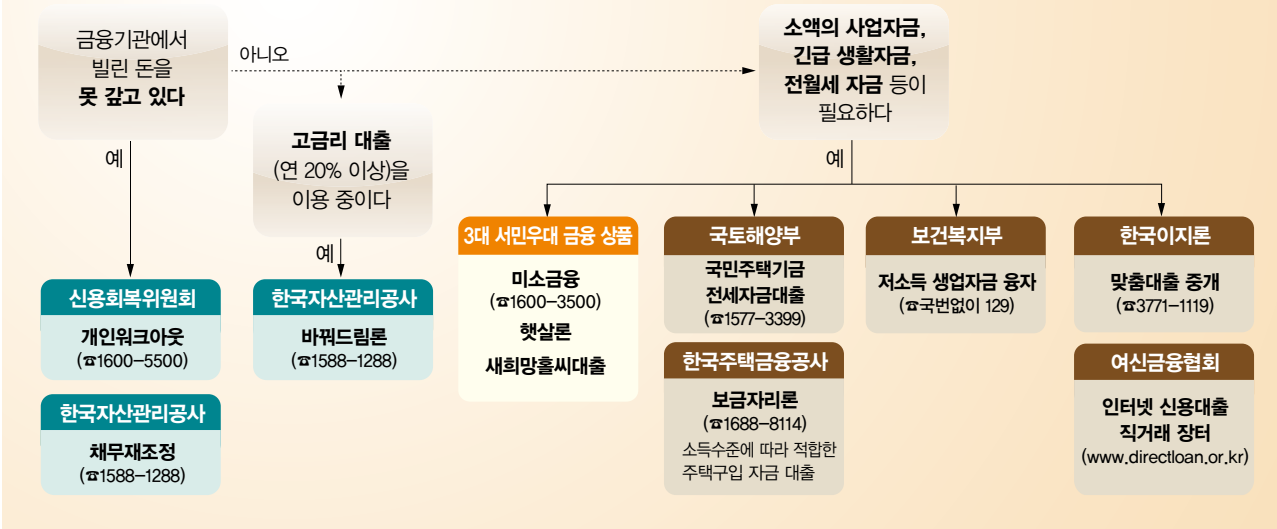 금융기관에서
빌린 돈을
못 갚고 있다
아니오
소액의 사업자금,
긴급 생활자금,
전월세 자금 등이
필요하다
예
고금리 대출
(연 20% 이상)을
이용 중이다
예
예
신용회복위원회
개인워크아웃
(☎1600-5500)
한국자산관리공사
채무재조정
(☎1588-1288)
한국자산관리공사
바꿔드림론
(☎1588-1288)
3대 서민우대 금융 상품
미소금융
(☎1600-3500)
햇살론
새희망홀씨대출
국토해양부
국민주택기금
전세자금대출
(☎1577-3399)
한국주택금융공사
보금자리론
(☎1688-8114)
소득수준에 따라 적합한
주택구입 자금 대출
보건복지부
저소득 생업자금 융자
(☎국번없이 129)
한국이지론
맞춤대출 중개
(☎3771-1119)
여신금융협회
인터넷 신용대출
직거래 장터
(www.directloan.or.kr)